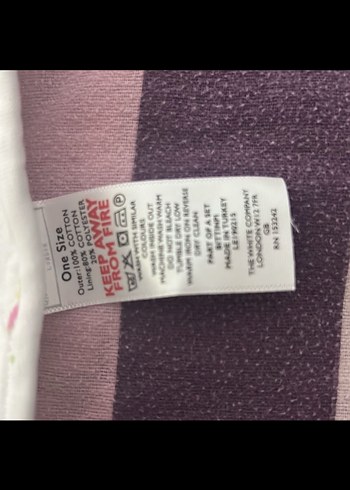 One Size
Outer:100% COTTON
Lining:80% COTTON
20% POLYESTER
KEEP AWAY
FROM FIRE
WASH WITH SIMILAR
COLOURS
WASH INSIDE OUT
MACHINE WASH WARM
DO NOT BLEACH
TUMBLE DRY LOW
WARM IRON ON REVERSE
DRY CLEAN
PART OF A SET
MADE IN TURKEY
THE WHITE COMPANY
LONDON W12 7FR
GB
RN 153242